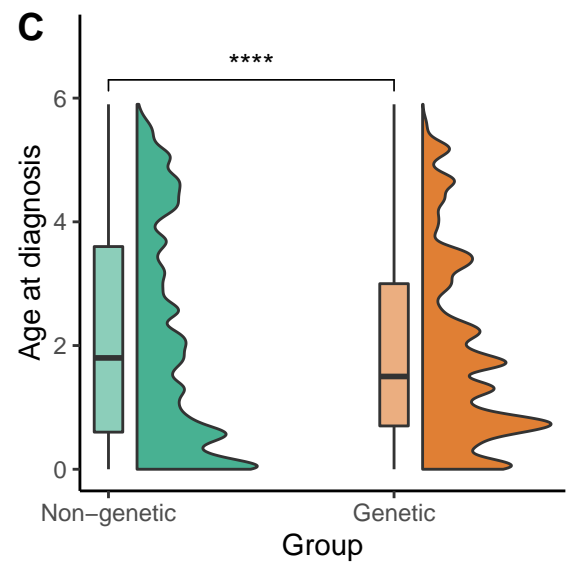 C
****
6
4
2
0
Age at diagnosis
Non−genetic
Genetic
Group